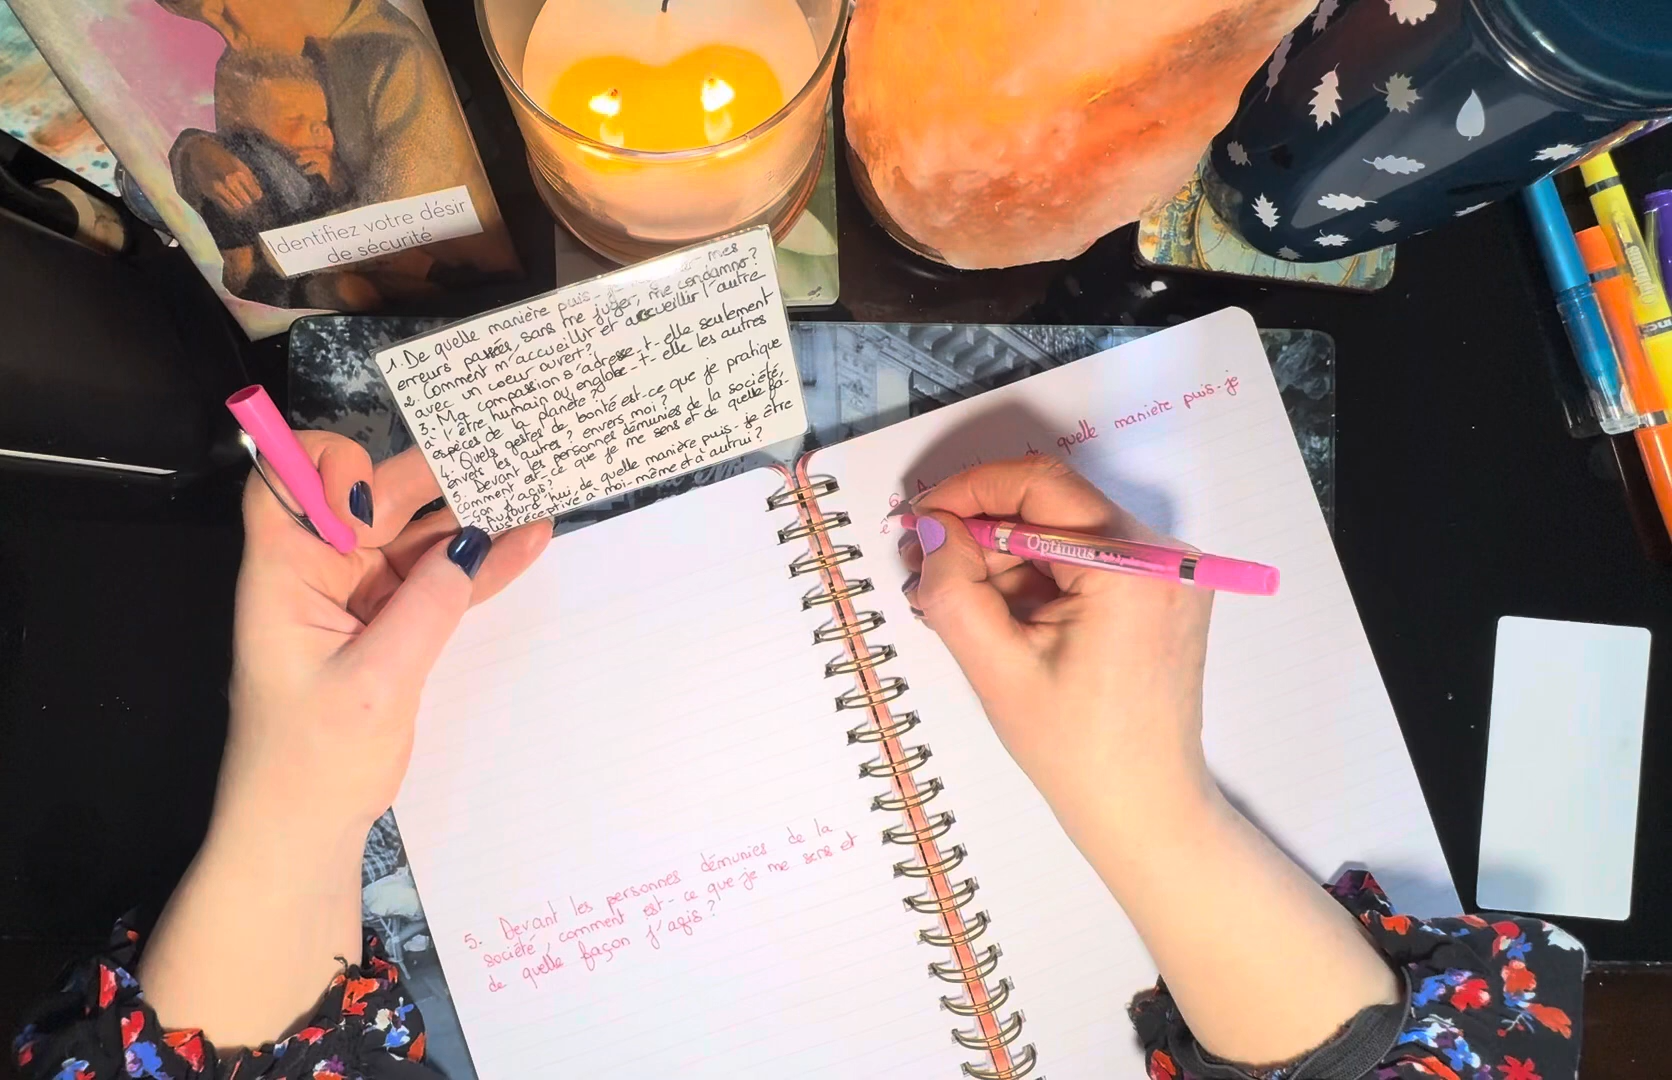 Identifiez votre désir
de sécurité
1. De quelle manière puis-je mes
erreurs passées, sans me juger, me condamner?
2. Comment m'accueillir et accueillir l'autre
avec un coeur ouvert?
3. Ma compassion s'adresse-t-elle seulement
à l'être humain ou englobe-t-elle les autres
espèces de la planète?
4. Quels gestes de bonté est-ce que je pratique
envers les autres? envers moi?
5. Devant les personnes démunies de la société,
comment est-ce que je me sens et de quelle fa-
-çon j'agis?
6. Aujourd'hui, de quelle manière puis-je être
plus réceptive à moi-même et à autrui?
6. de quelle manière puis-je
ê
Optimus
5. Devant les personnes démunies de la
société, comment est-ce que je me sens et
de quelle façon j'agis?